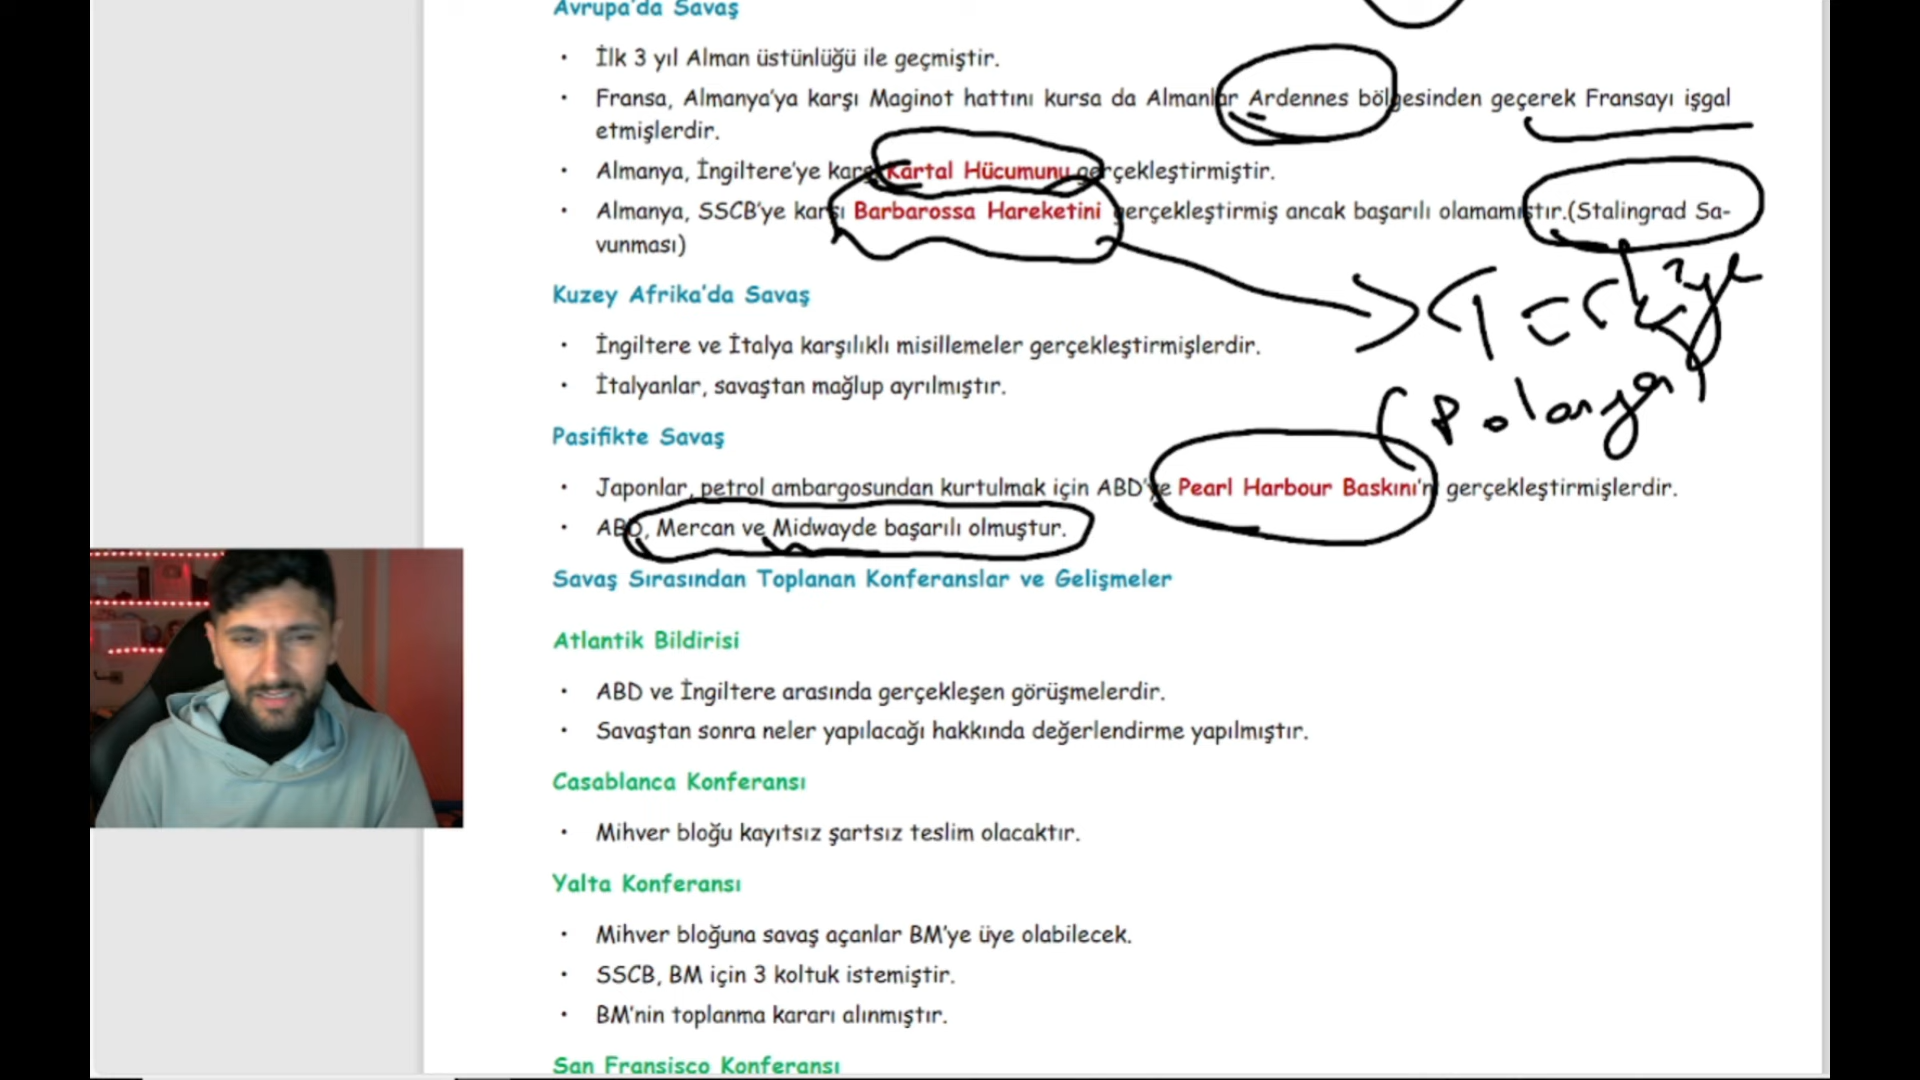 Avrupa'da Savaş
· İlk 3 yıl Alman üstünlüğü ile geçmiştir.
· Fransa, Almanya'ya karşı Maginot hattını kursa da Almanlar Ardennes bölgesinden geçerek Fransayı işgal
etmişlerdir.
· Almanya, İngiltere'ye karşı Kartal Hücumunu gerçekleştirmiştir.
· Almanya, SSCB'ye karşı Barbarossa Hareketini gerçekleştirmiş ancak başarılı olamamıştır.(Stalingrad Sa-
vunması)
Kuzey Afrika'da Savaş
· İngiltere ve İtalya karşılıklı misillemeler gerçekleştirmişlerdir.
· İtalyanlar, savaştan mağlup ayrılmıştır.
(Polonya)
Pasifikte Savaş
· Japonlar, petrol ambargosundan kurtulmak için ABD'ye Pearl Harbour Baskını'nı gerçekleştirmişlerdir.
· ABD, Mercan ve Midwayde başarılı olmuştur.
Savaş Sırasından Toplanan Konferanslar ve Gelişmeler
Atlantik Bildirisi
· ABD ve İngiltere arasında gerçekleşen görüşmelerdir.
· Savaştan sonra neler yapılacağı hakkında değerlendirme yapılmıştır.
Casablanca Konferansı
· Mihver bloğu kayıtsız şartsız teslim olacaktır.
Yalta Konferansı
· Mihver bloğuna savaş açanlar BM'ye üye olabilecek.
· SSCB, BM için 3 koltuk istemiştir.
· BM'nin toplanma kararı alınmıştır.
San Fransisco Konferansı